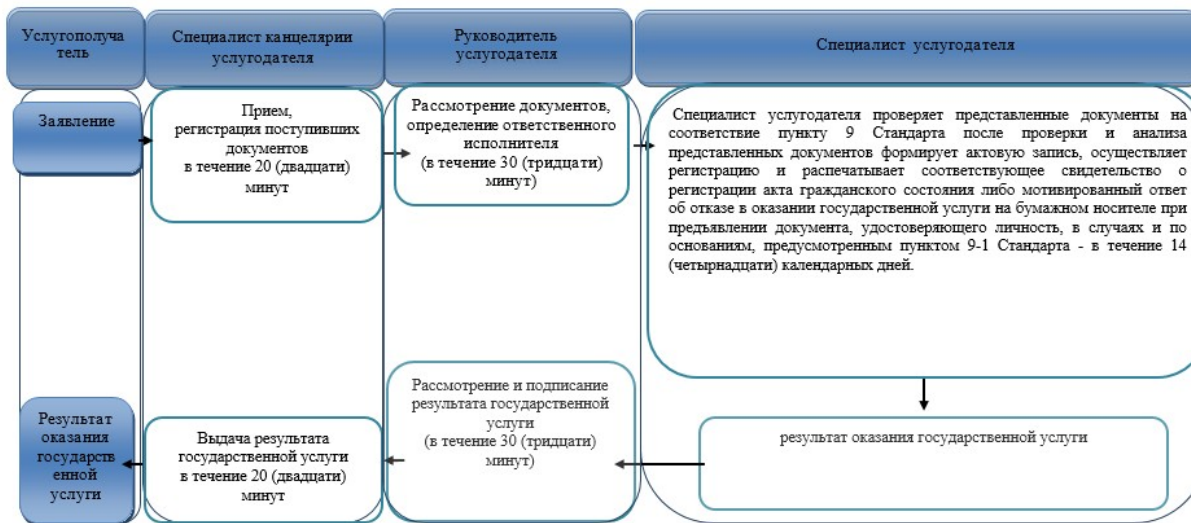 Услугополуча
тель
Специалист канцелярии
услугодателя
Руководитель
услугодателя
Специалист услугодателя
Заявление
Прием,
регистрация поступивших
документов
в течение 20 (двадцати)
минут
Рассмотрение документов,
определение ответственного
исполнителя
(в течение 30 (тридцати)
минут)
Специалист услугодателя проверяет представленные документы на
соответствие пункту 9 Стандарта после проверки и анализа
представленных документов формирует актовую запись, осуществляет
регистрацию и распечатывает соответствующее свидетельство о
регистрации акта гражданского состояния либо мотивированный ответ
об отказе в оказании государственной услуги на бумажном носителе при
предъявлении документа, удостоверяющего личность, в случаях и по
основаниям, предусмотренным пунктом 9-1 Стандарта - в течение 14
(четырнадцати) календарных дней.
Результат
оказания
государств
енной
услуги
Выдача результата
государственной услуги
в течение 20 (двадцати)
минут
Рассмотрение и подписание
результата государственной
услуги
(в течение 30 (тридцати)
минут)
результат оказания государственной услуги